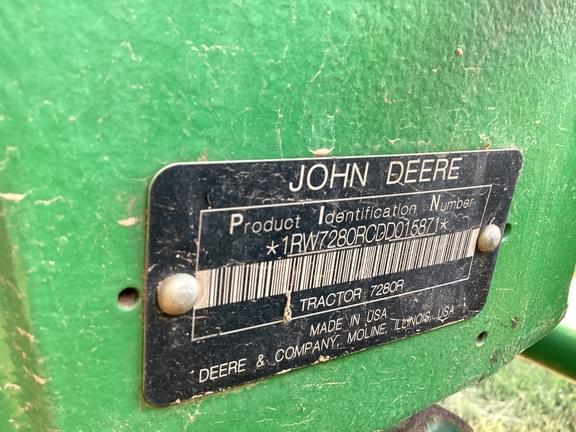 JOHN DEERE
Product Identification Number
*1RW7280RCDD015871*
TRACTOR 7280R
MADE IN USA
DEERE & COMPANY, MOLINE, ILLINOIS, USA